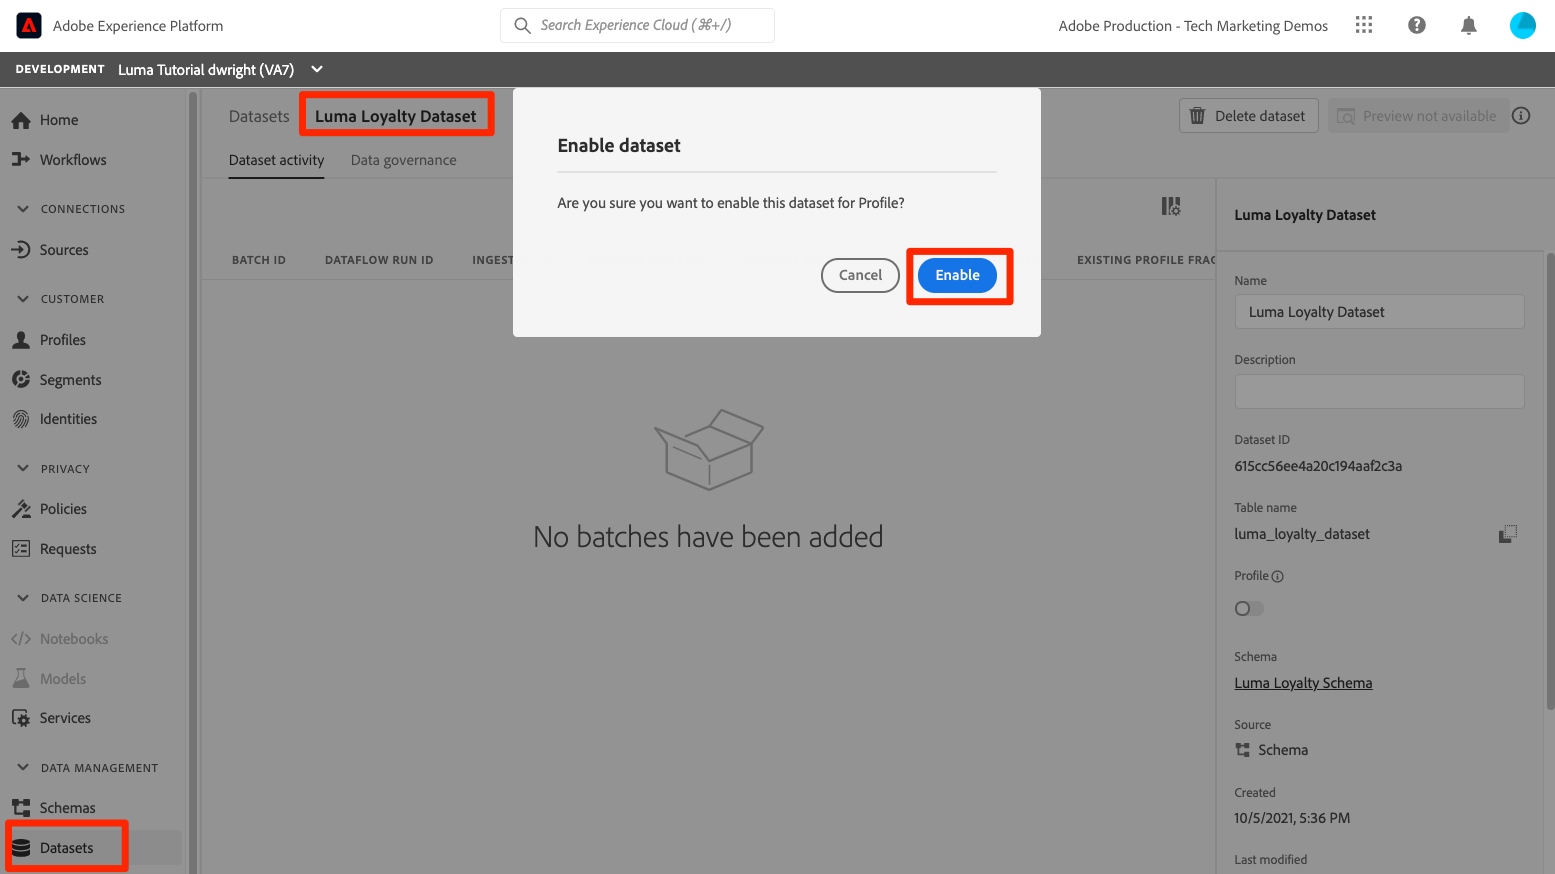 Adobe Experience Platform
Search Experience Cloud (⌘+/)
Adobe Production - Tech Marketing Demos
DEVELOPMENT Luma Tutorial dwright (VA7)
Home
Workflows
CONNECTIONS
Sources
CUSTOMER
Profiles
Segments
Identities
PRIVACY
Policies
Requests
DATA SCIENCE
Notebooks
Models
Services
DATA MANAGEMENT
Schemas
Datasets
Datasets Luma Loyalty Dataset
Delete dataset
Preview not available
Dataset activity Data governance
BATCH ID DATAFLOW RUN ID INGEST EXISTING PROFILE FRAG
No batches have been added
Enable dataset
Are you sure you want to enable this dataset for Profile?
Cancel Enable
Luma Loyalty Dataset
Name
Luma Loyalty Dataset
Description
Dataset ID
615cc56ee4a20c194aaf2c3a
Table name
luma_loyalty_dataset
Profile
Schema
Luma Loyalty Schema
Source
Schema
Created
10/5/2021, 5:36 PM
Last modified